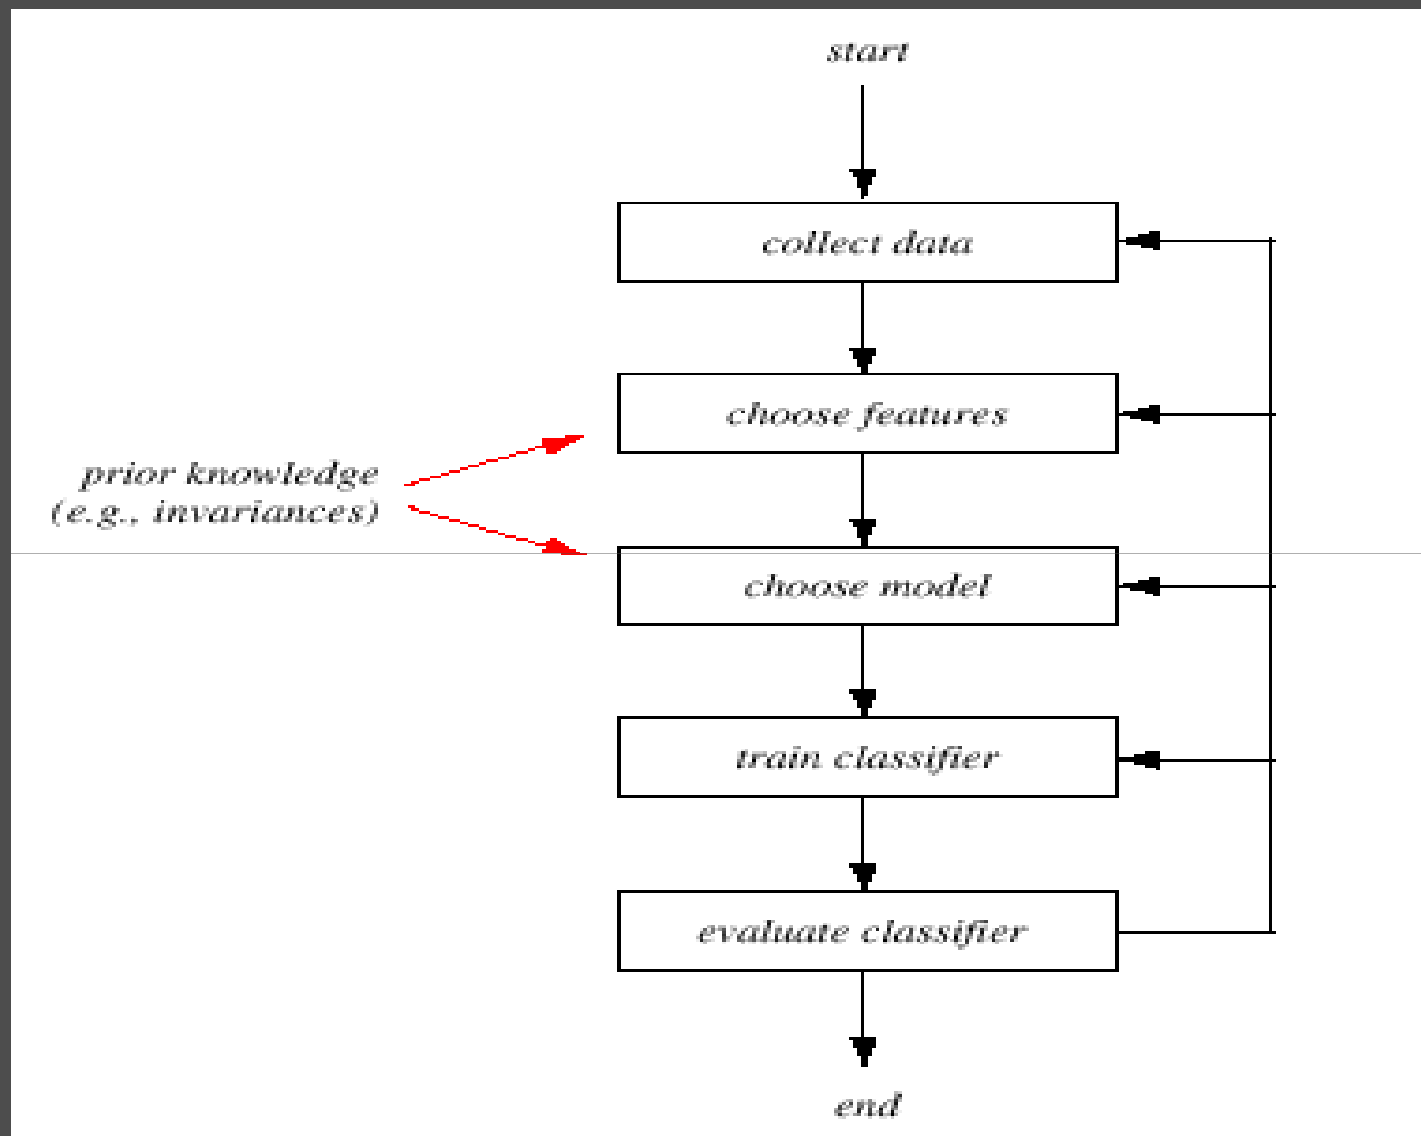 start
collect data
choose features
prior knowledge
(e.g., invariances)
choose model
train classifier
evaluate classifier
end